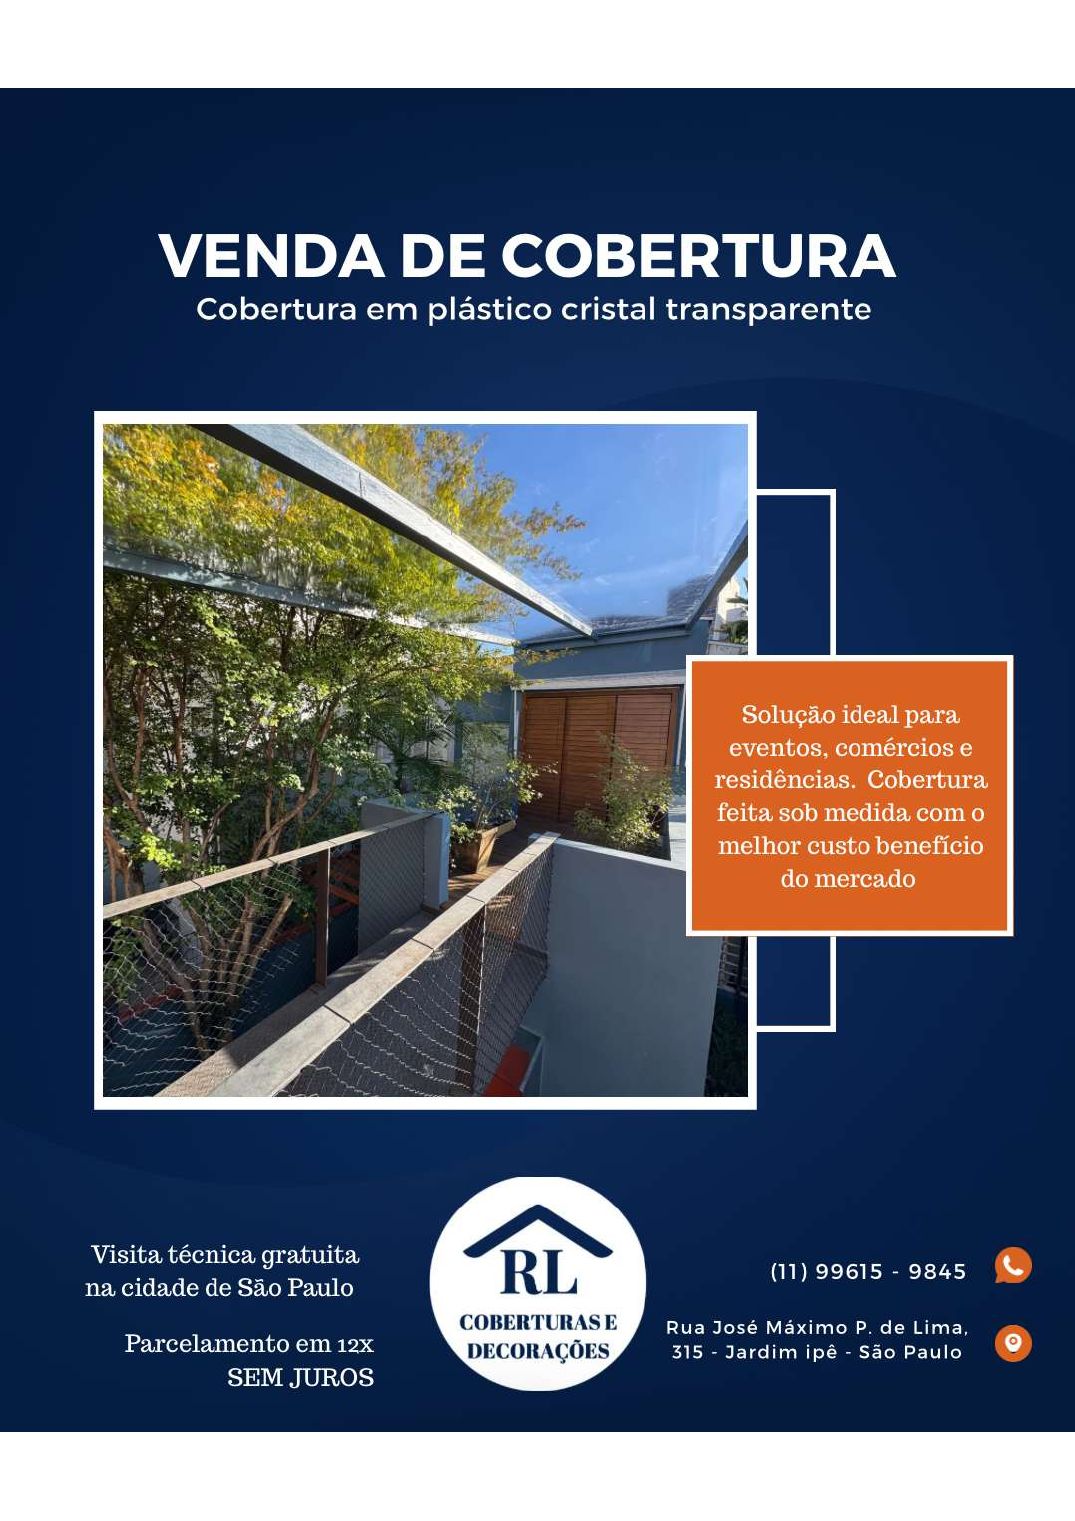 VENDA DE COBERTURA
Cobertura em plástico cristal transparente
Solução ideal para
eventos, comércios e
residências. Cobertura
feita sob medida com o
melhor custo benefício
do mercado
Visita técnica gratuita
na cidade de São Paulo
Parcelamento em 12x
SEM JUROS
RL
COBERTURAS E
DECORAÇÕES
(11) 99615 - 9845
Rua José Máximo P. de Lima,
315 - Jardim ipê - São Paulo